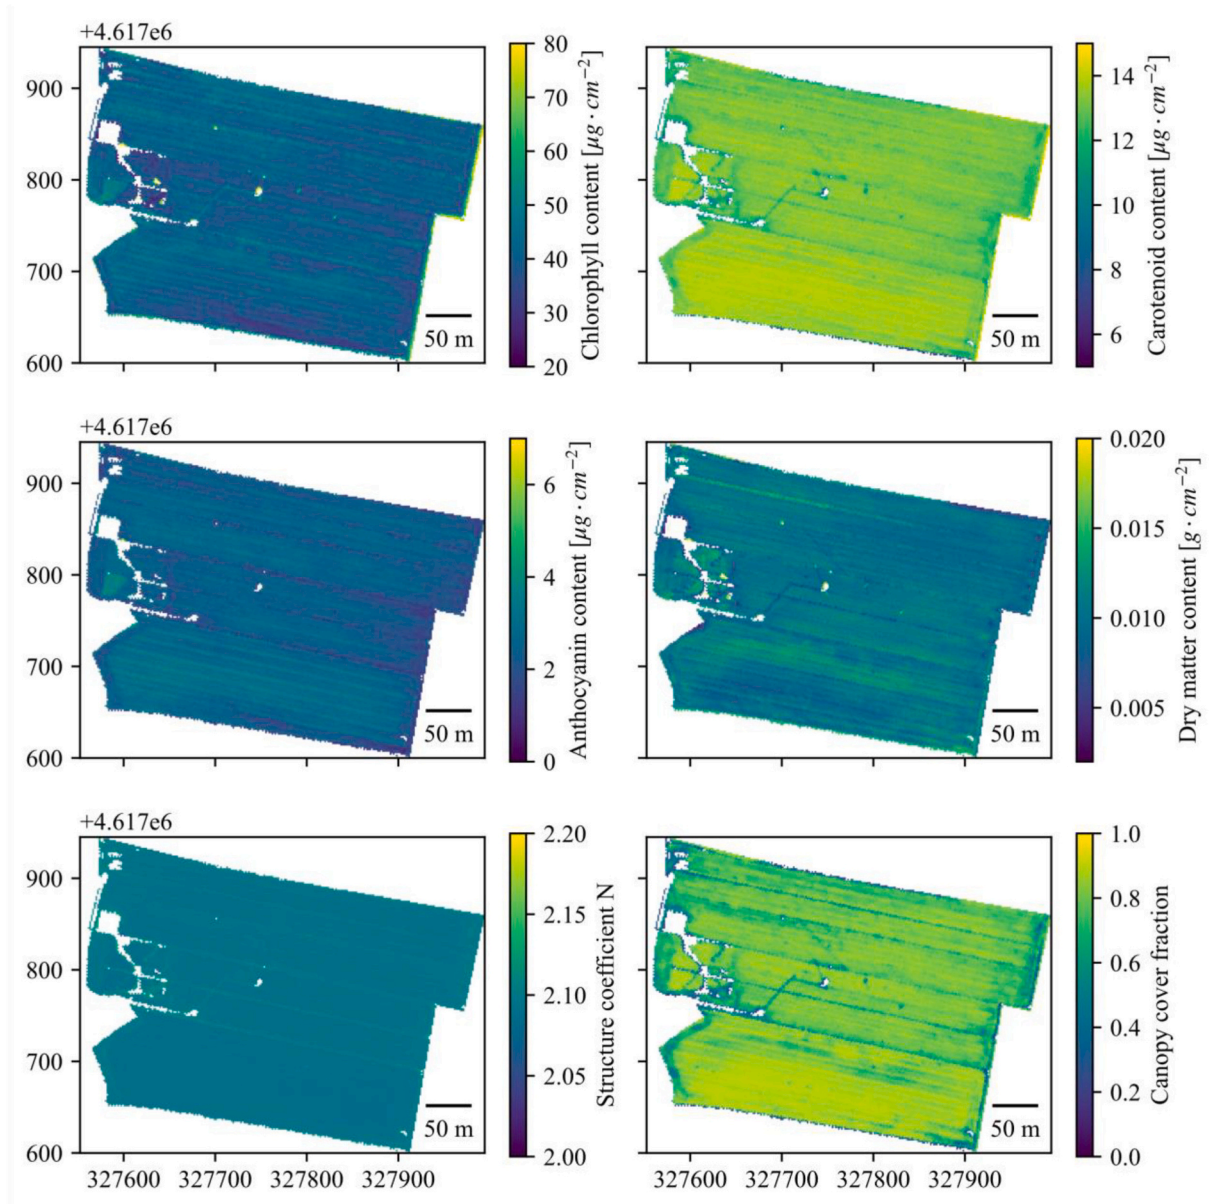 +4.617e6
900
800
700
600
50 m
80
70
60
50
40
30
20
Chlorophyll content [μg · cm⁻²]
50 m
14
12
10
8
6
Carotenoid content [μg · cm⁻²]
+4.617e6
900
800
700
600
50 m
6
4
2
0
Anthocyanin content [μg · cm⁻²]
50 m
0.020
0.015
0.010
0.005
Dry matter content [g · cm⁻²]
+4.617e6
900
800
700
600
327600 327700 327800 327900
50 m
2.20
2.15
2.10
2.05
2.00
Structure coefficient N
327600 327700 327800 327900
50 m
1.0
0.8
0.6
0.4
0.2
0.0
Canopy cover fraction